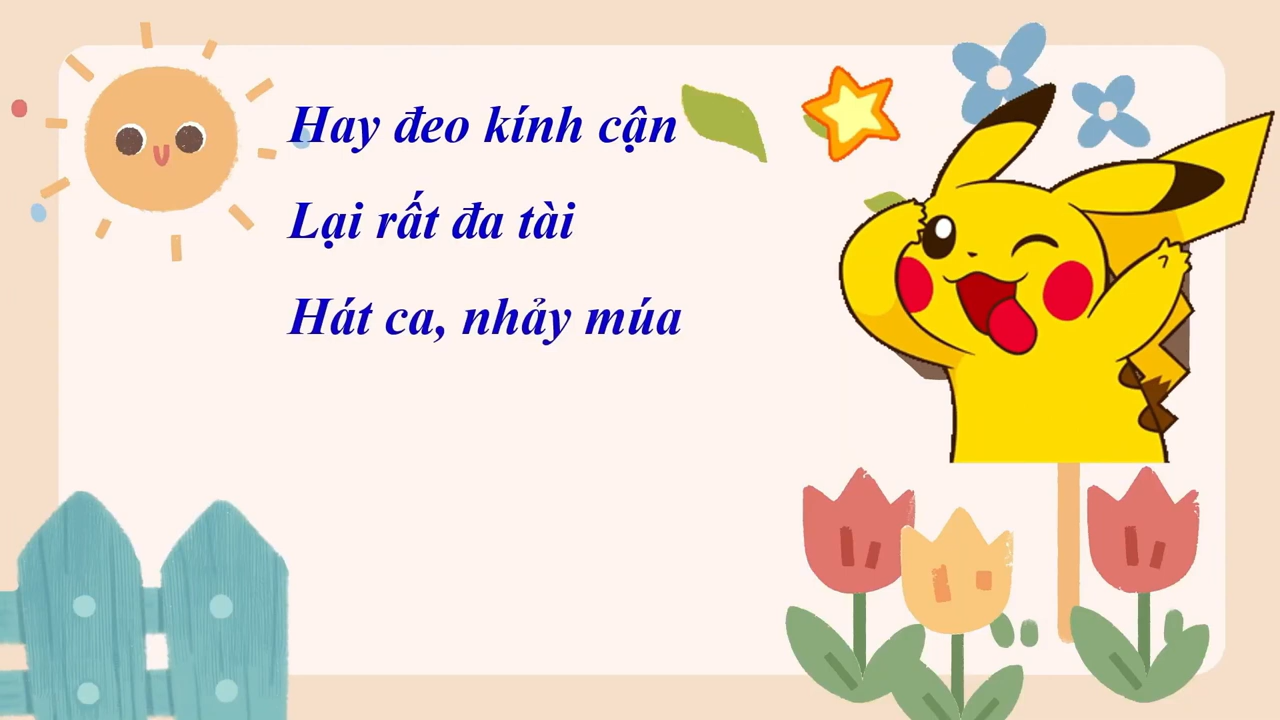 Hay đeo kính cận
Lại rất đa tài
Hát ca, nhảy múa